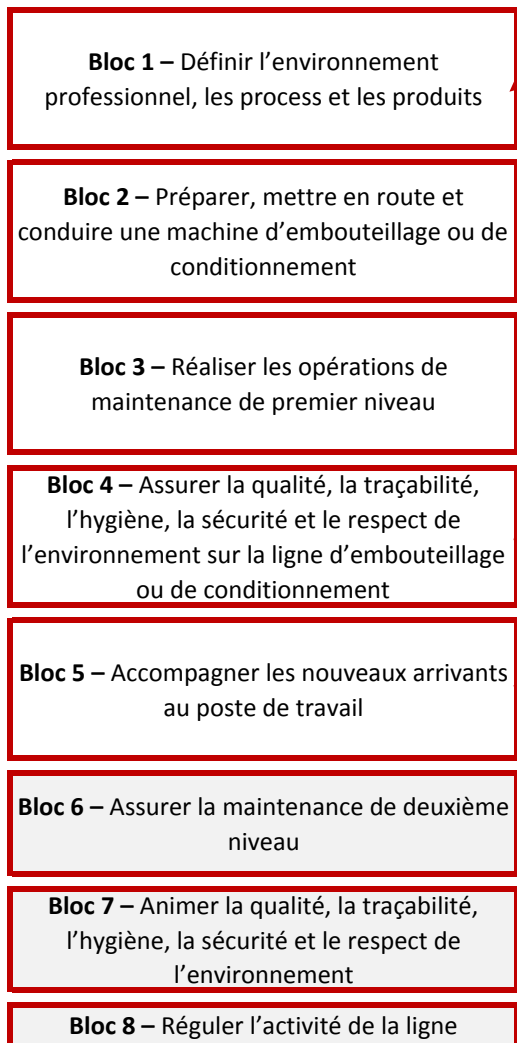 Bloc 1 – Définir l’environnement
professionnel, les process et les produits
Bloc 2 – Préparer, mettre en route et
conduire une machine d’embouteillage ou de
conditionnement
Bloc 3 – Réaliser les opérations de
maintenance de premier niveau
Bloc 4 – Assurer la qualité, la traçabilité,
l’hygiène, la sécurité et le respect de
l’environnement sur la ligne d’embouteillage
ou de conditionnement
Bloc 5 – Accompagner les nouveaux arrivants
au poste de travail
Bloc 6 – Assurer la maintenance de deuxième
niveau
Bloc 7 – Animer la qualité, la traçabilité,
l’hygiène, la sécurité et le respect de
l’environnement
Bloc 8 – Réguler l’activité de la ligne